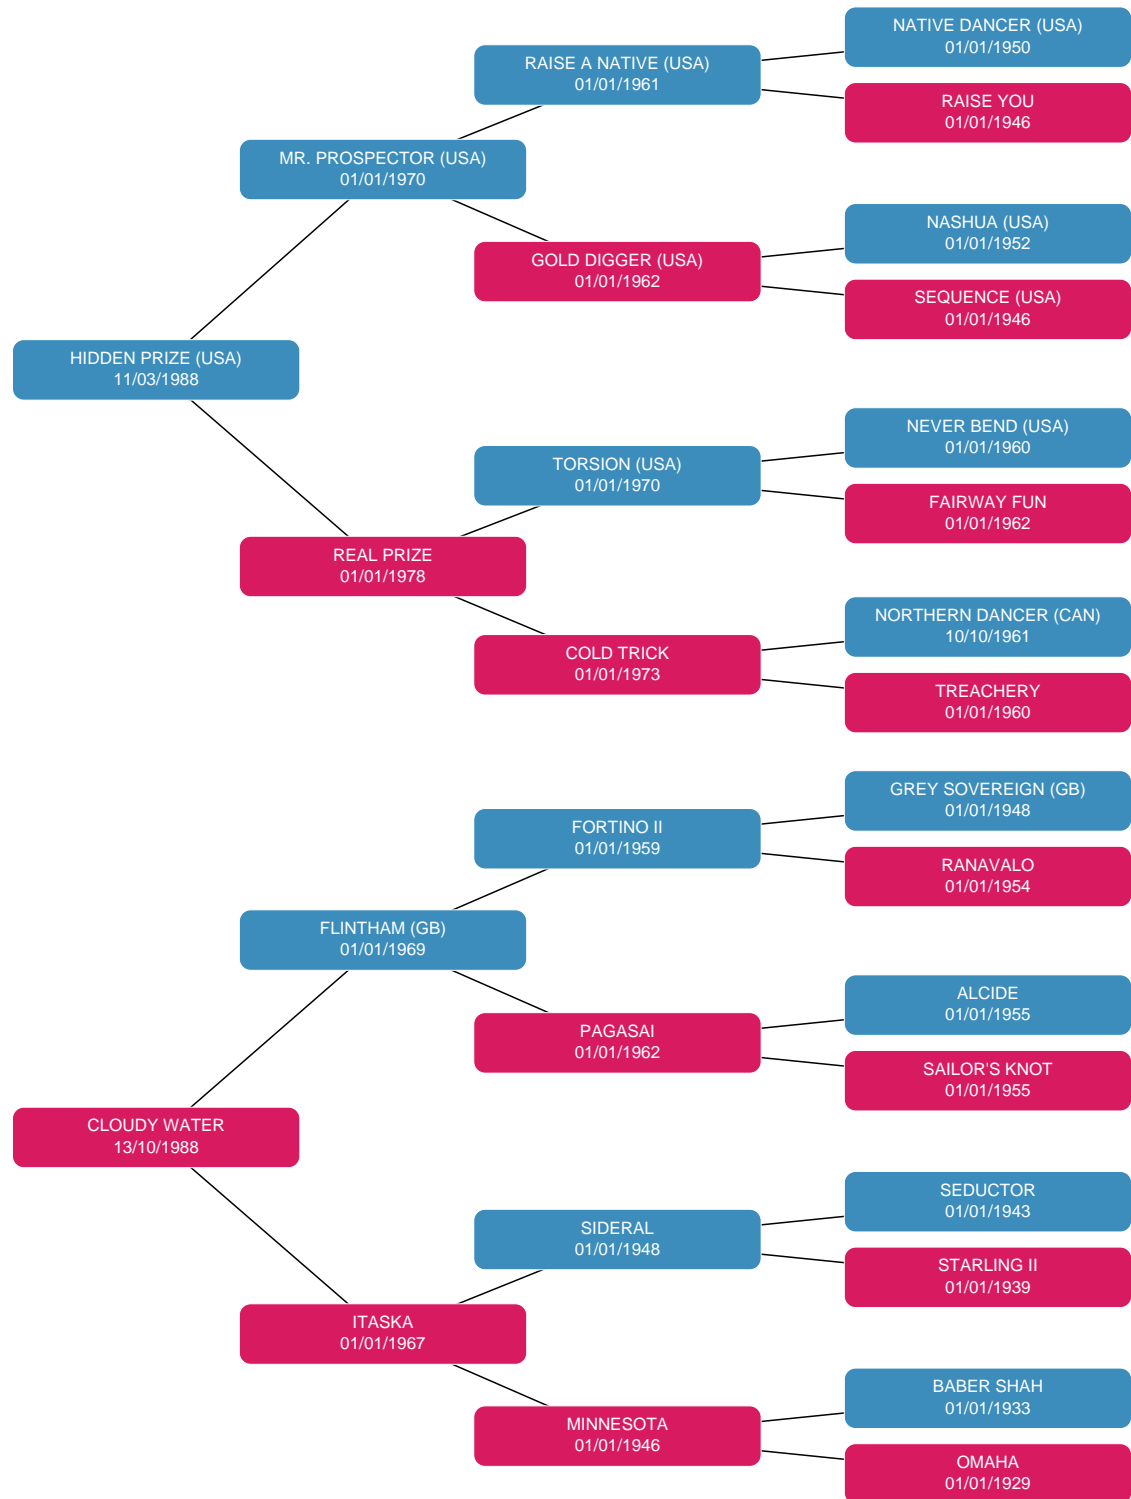 NATIVE DANCER (USA)
01/01/1950
RAISE A NATIVE (USA)
01/01/1961
RAISE YOU
01/01/1946
MR. PROSPECTOR (USA)
01/01/1970
NASHUA (USA)
01/01/1952
GOLD DIGGER (USA)
01/01/1962
SEQUENCE (USA)
01/01/1946
HIDDEN PRIZE (USA)
11/03/1988
NEVER BEND (USA)
01/01/1960
TORSION (USA)
01/01/1970
FAIRWAY FUN
01/01/1962
REAL PRIZE
01/01/1978
NORTHERN DANCER (CAN)
10/10/1961
COLD TRICK
01/01/1973
TREACHERY
01/01/1960
GREY SOVEREIGN (GB)
01/01/1948
FORTINO II
01/01/1959
RANAVALO
01/01/1954
FLINTHAM (GB)
01/01/1969
ALCIDE
01/01/1955
PAGASAI
01/01/1962
SAILOR'S KNOT
01/01/1955
CLOUDY WATER
13/10/1988
SEDUCTOR
01/01/1943
SIDERAL
01/01/1948
STARLING II
01/01/1939
ITASKA
01/01/1967
BABER SHAH
01/01/1933
MINNESOTA
01/01/1946
OMAHA
01/01/1929